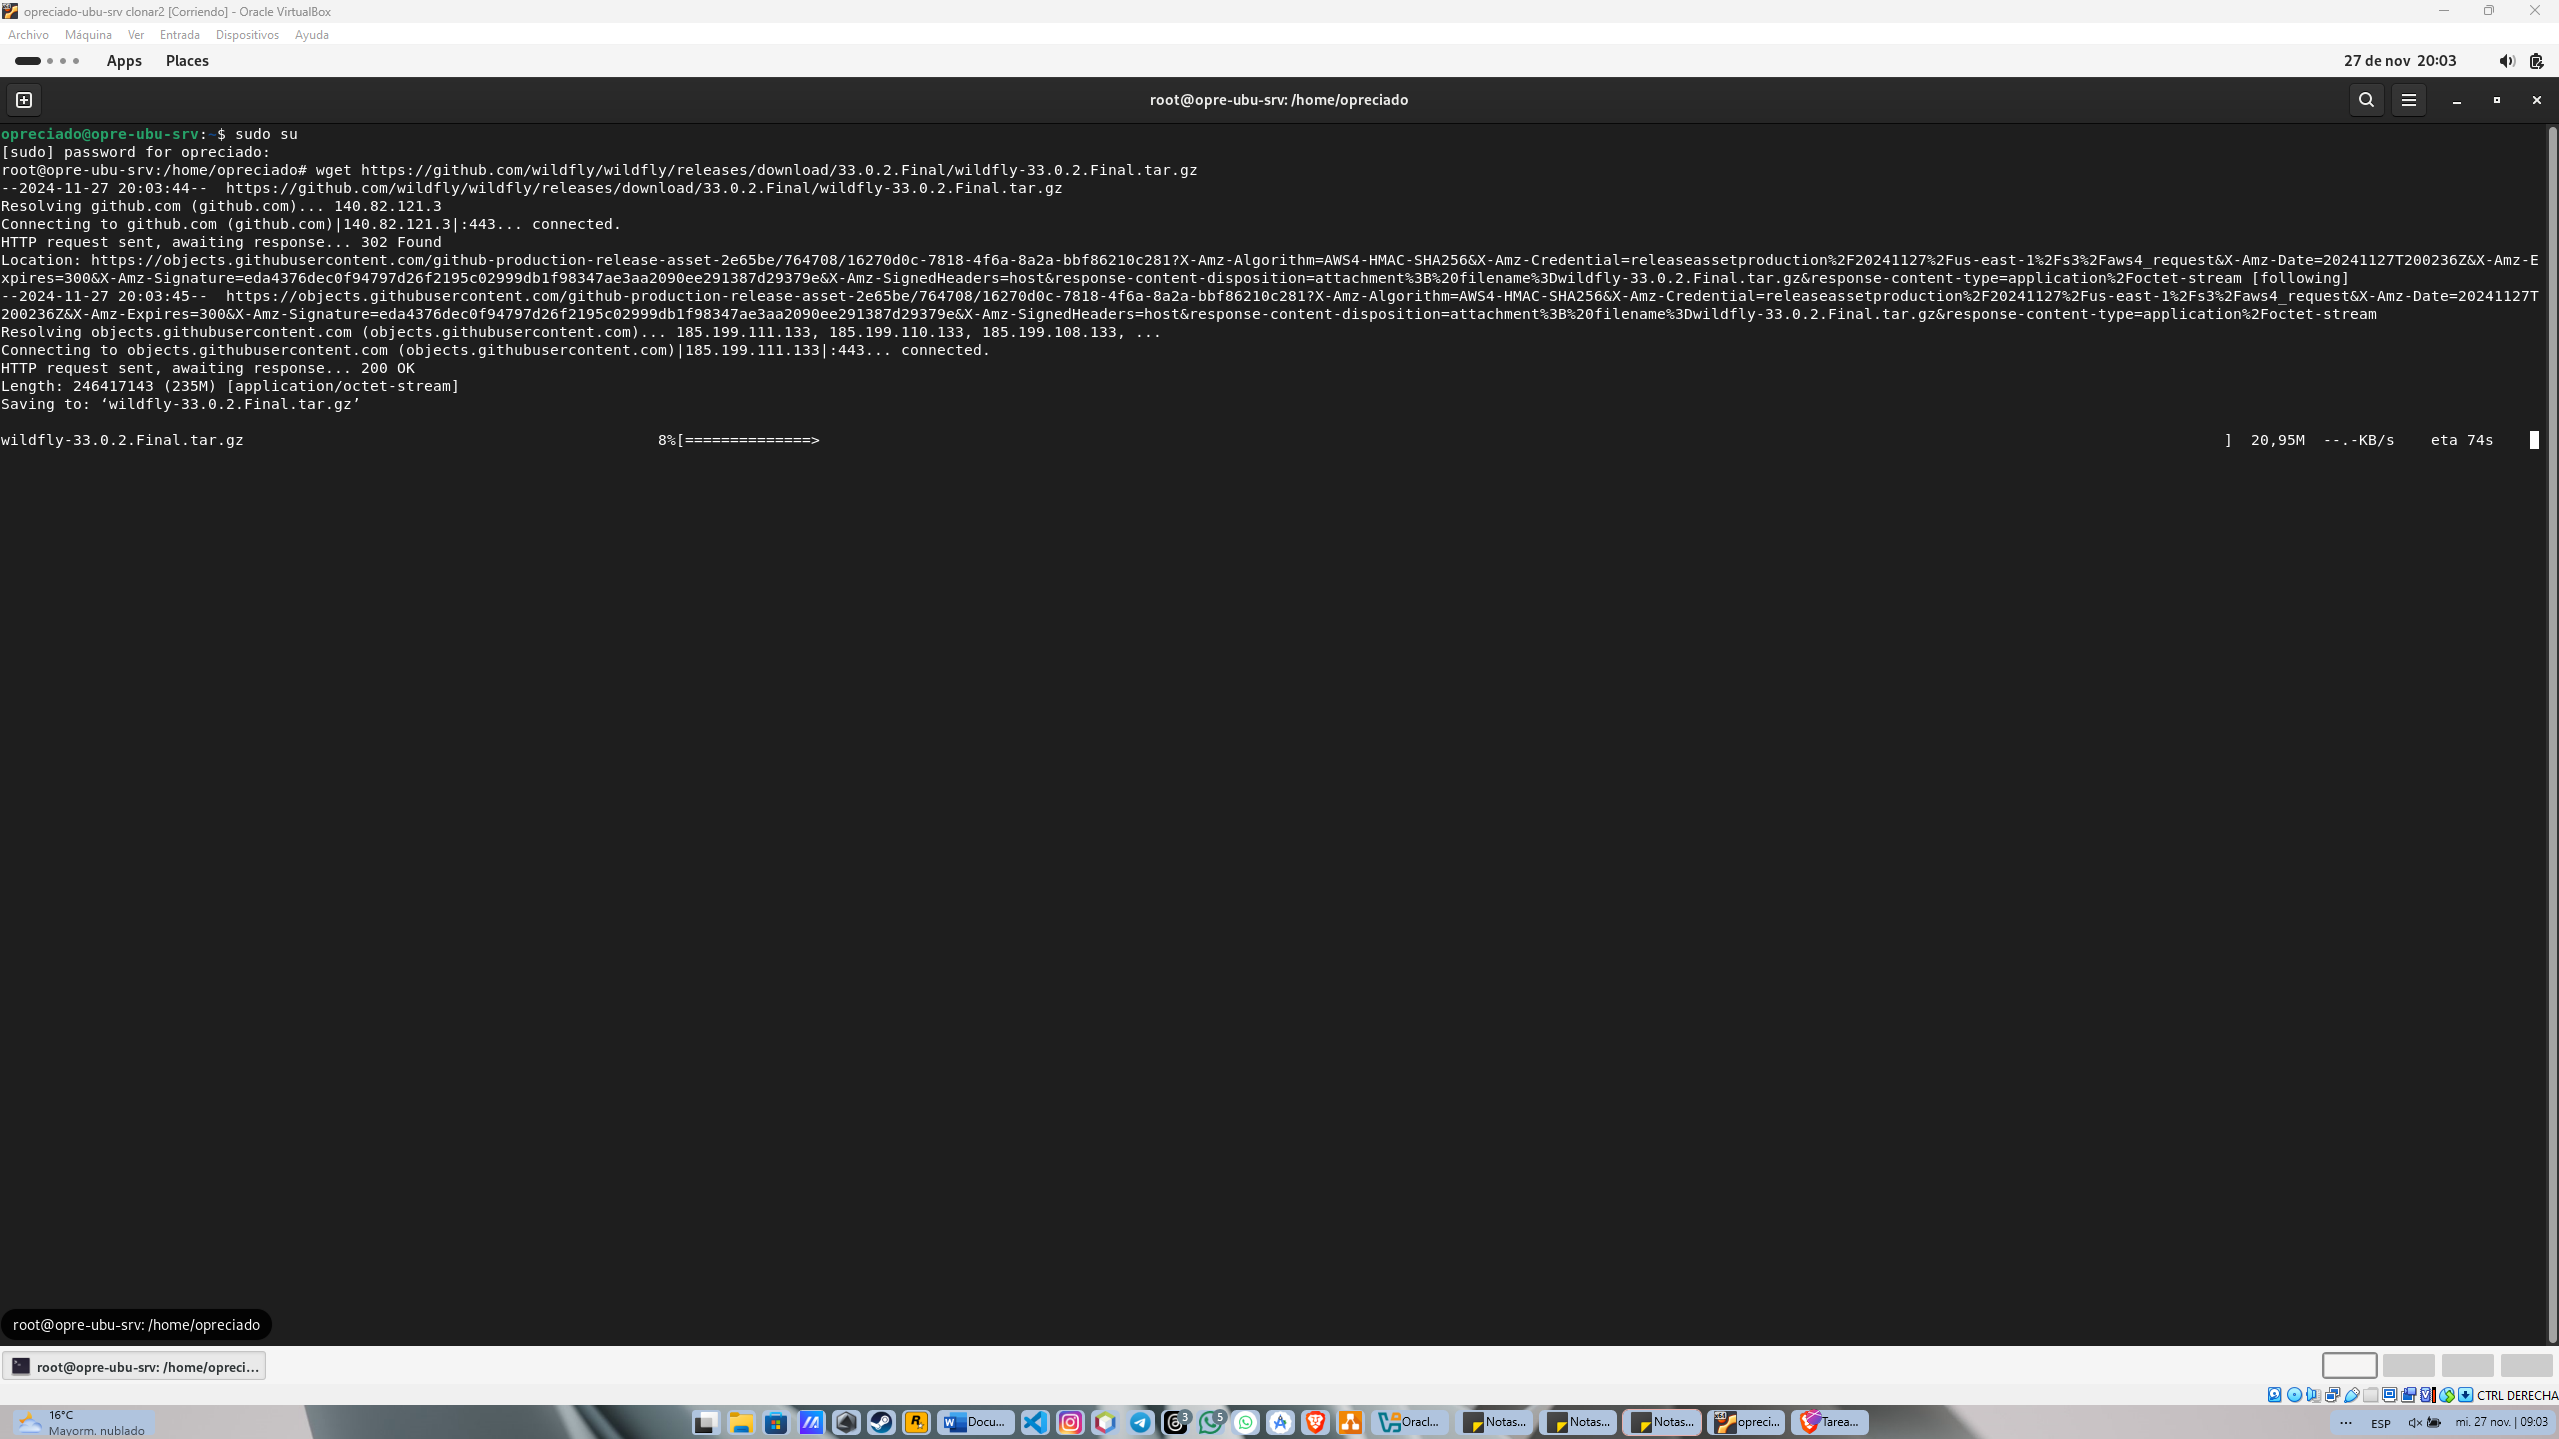 opreciado-ubu-srv clonar2 [Corriendo] - Oracle VirtualBox
Archivo Máquina Ver Entrada Dispositivos Ayuda
Apps Places 27 de nov 20:03
root@opre-ubu-srv: /home/opreciado
opreciado@opre-ubu-srv:~$ sudo su
[sudo] password for opreciado:
root@opre-ubu-srv:/home/opreciado# wget https://github.com/wildfly/wildfly/releases/download/33.0.2.Final/wildfly-33.0.2.Final.tar.gz
--2024-11-27 20:03:44--  https://github.com/wildfly/wildfly/releases/download/33.0.2.Final/wildfly-33.0.2.Final.tar.gz
Resolving github.com (github.com)... 140.82.121.3
Connecting to github.com (github.com)|140.82.121.3|:443... connected.
HTTP request sent, awaiting response... 302 Found
Location: https://objects.githubusercontent.com/github-production-release-asset-2e65be/764708/16270d0c-7818-4f6a-8a2a-bbf86210c281?X-Amz-Algorithm=AWS4-HMAC-SHA256&X-Amz-Credential=releaseassetproduction%2F20241127%2Fus-east-1%2Fs3%2Faws4_request&X-Amz-Date=20241127T200236Z&X-Amz-E
xpires=300&X-Amz-Signature=eda4376dec0f94797d26f2195c02999db1f98347ae3aa2090ee291387d29379e&X-Amz-SignedHeaders=host&response-content-disposition=attachment%3B%20filename%3Dwildfly-33.0.2.Final.tar.gz&response-content-type=application%2Foctet-stream [following]
--2024-11-27 20:03:45--  https://objects.githubusercontent.com/github-production-release-asset-2e65be/764708/16270d0c-7818-4f6a-8a2a-bbf86210c281?X-Amz-Algorithm=AWS4-HMAC-SHA256&X-Amz-Credential=releaseassetproduction%2F20241127%2Fus-east-1%2Fs3%2Faws4_request&X-Amz-Date=20241127T
200236Z&X-Amz-Expires=300&X-Amz-Signature=eda4376dec0f94797d26f2195c02999db1f98347ae3aa2090ee291387d29379e&X-Amz-SignedHeaders=host&response-content-disposition=attachment%3B%20filename%3Dwildfly-33.0.2.Final.tar.gz&response-content-type=application%2Foctet-stream
Resolving objects.githubusercontent.com (objects.githubusercontent.com)... 185.199.111.133, 185.199.110.133, 185.199.108.133, ...
Connecting to objects.githubusercontent.com (objects.githubusercontent.com)|185.199.111.133|:443... connected.
HTTP request sent, awaiting response... 200 OK
Length: 246417143 (235M) [application/octet-stream]
Saving to: ‘wildfly-33.0.2.Final.tar.gz’
wildfly-33.0.2.Final.tar.gz 8%[==============> ] 20,95M --.-KB/s eta 74s
root@opre-ubu-srv: /home/opreciado
root@opre-ubu-srv: /home/opreci...
CTRL DERECHA
16°C
Mayorm. nublado
Docu... 3 5 Oracl... Notas... Notas... Notas... opreci... Tarea... ESP mi. 27 nov. | 09:03